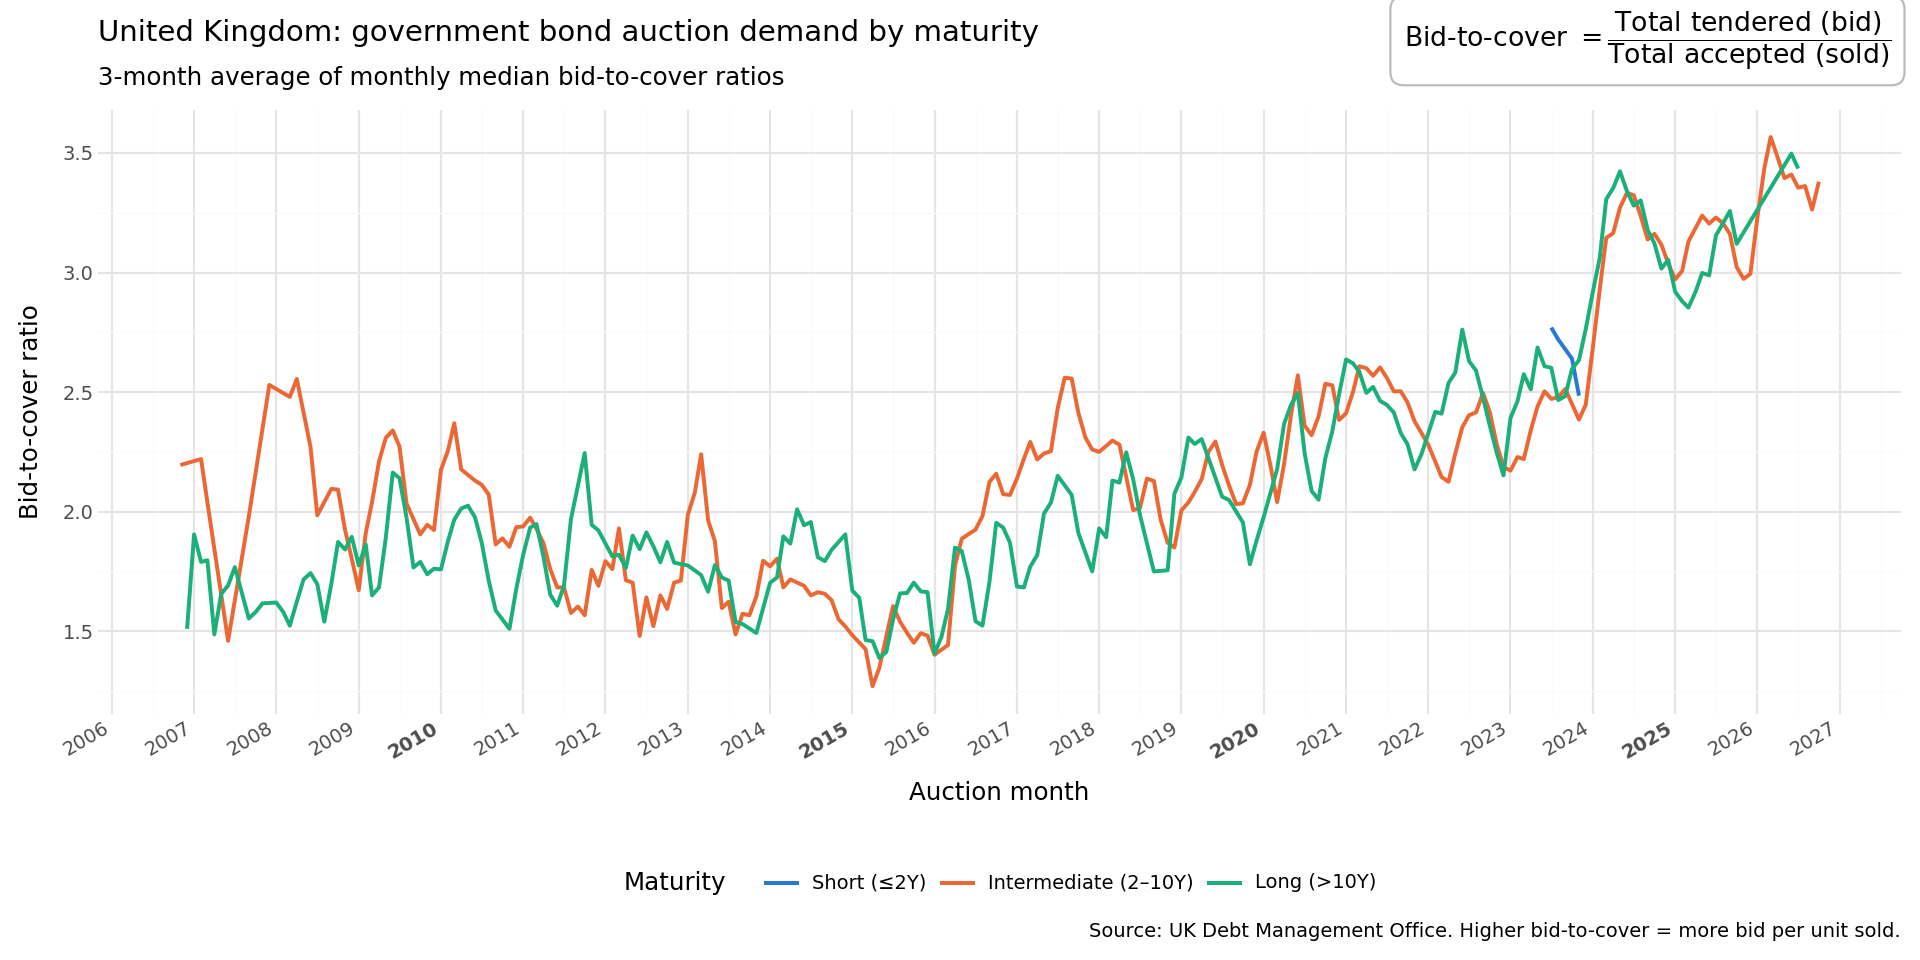 United Kingdom: government bond auction demand by maturity
3-month average of monthly median bid-to-cover ratios
Bid-to-cover = Total tendered (bid)
Total accepted (sold)
Bid-to-cover ratio
3.5
3.0
2.5
2.0
1.5
2006 2007 2008 2009 2010 2011 2012 2013 2014 2015 2016 2017 2018 2019 2020 2021 2022 2023 2024 2025 2026 2027
Auction month
Maturity Short (≤2Y) Intermediate (2–10Y) Long (>10Y)
Source: UK Debt Management Office. Higher bid-to-cover = more bid per unit sold.